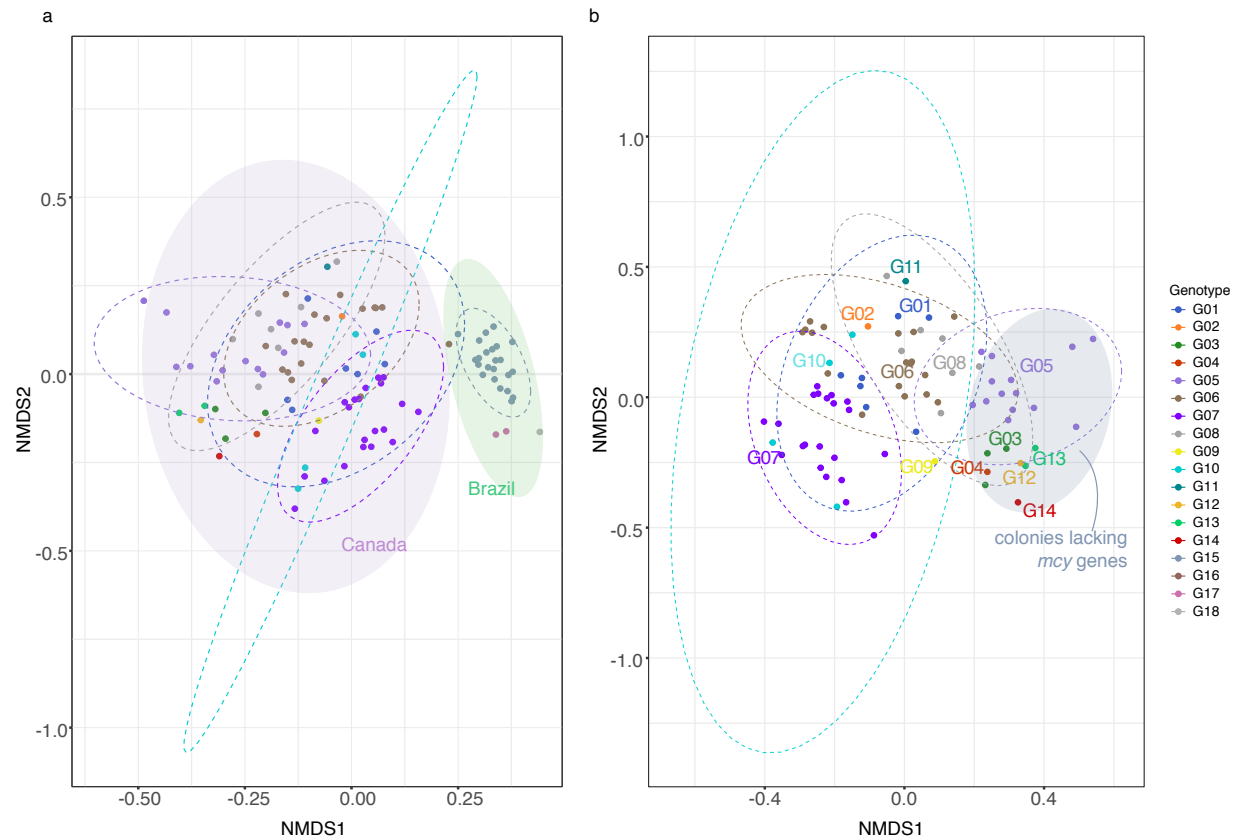 a
NMDS2
0.5
0.0
-0.5
-1.0
-0.50
-0.25
0.00
0.25
NMDS1
Canada
Brazil
b
NMDS2
1.0
0.5
0.0
-0.5
-1.0
-0.4
0.0
0.4
NMDS1
G11
G02
G01
G10
G06
G08
G05
G07
G09
G03
G04
G13
G12
G14
colonies lacking
mcy genes
Genotype
G01
G02
G03
G04
G05
G06
G07
G08
G09
G10
G11
G12
G13
G14
G15
G16
G17
G18